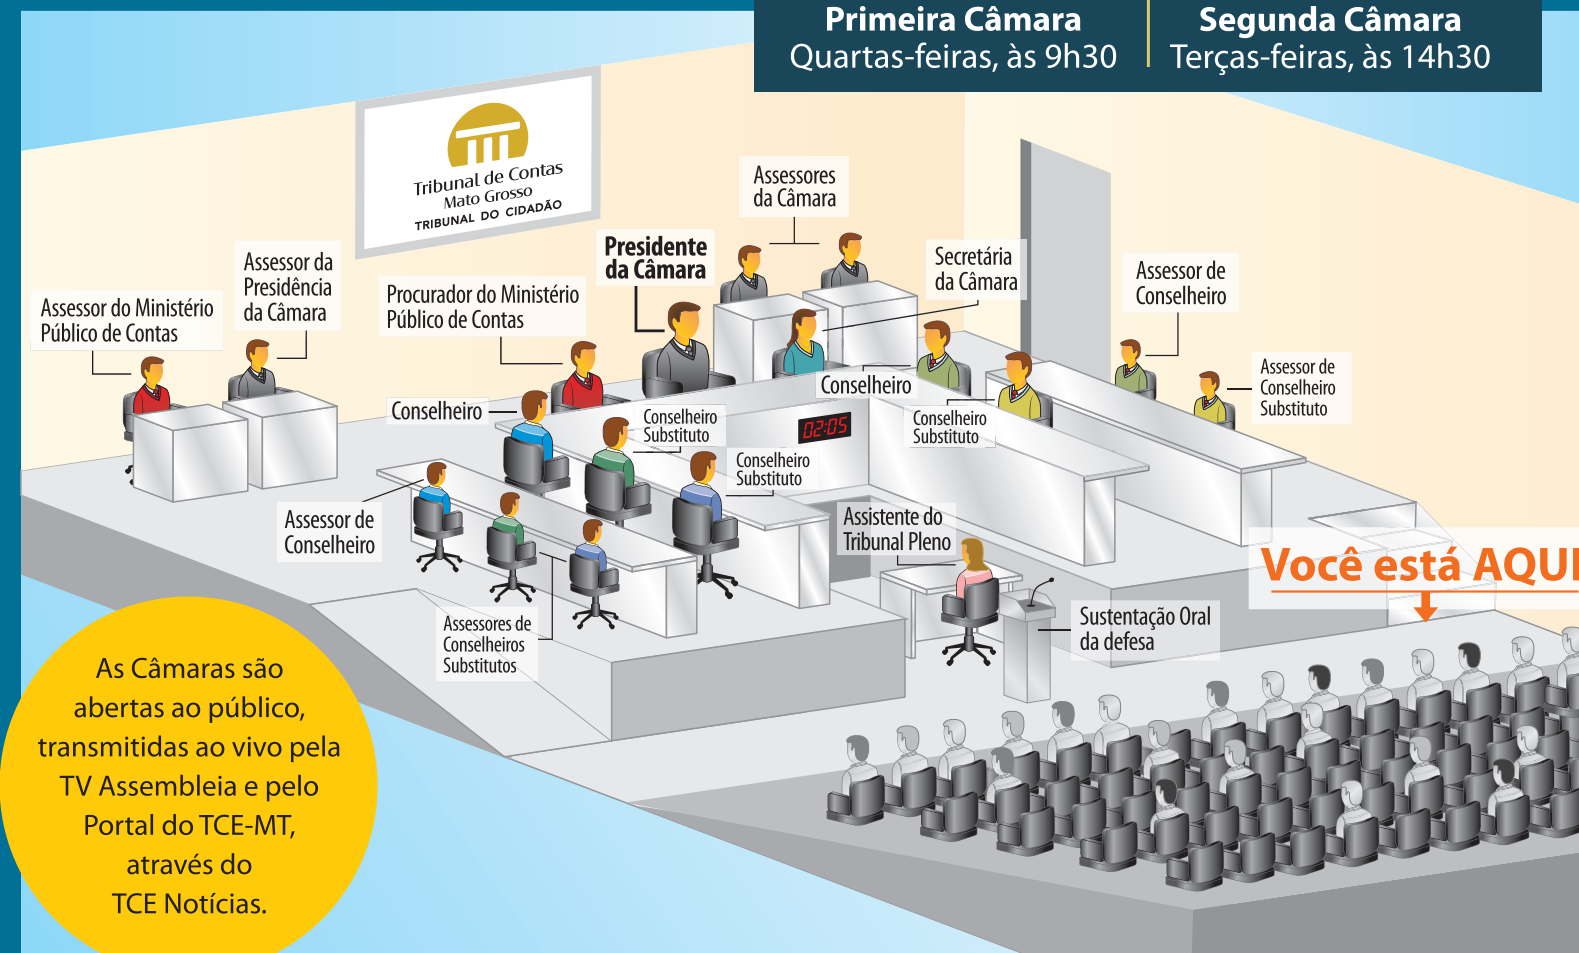 Primeira Câmara
Quartas-feiras, às 9h30
Segunda Câmara
Terças-feiras, às 14h30
Tribunal de Contas
Mato Grosso
TRIBUNAL DO CIDADÃO
Assessores
da Câmara
Presidente
da Câmara
Secretária
da Câmara
Assessor de
Conselheiro
Assessor da
Presidência
da Câmara
Assessor do Ministério
Público de Contas
Procurador do Ministério
Público de Contas
Assessor de
Conselheiro
Substituto
Conselheiro
Conselheiro
Conselheiro
Substituto
Conselheiro
Substituto
02:05
Conselheiro
Substituto
Assessor de
Conselheiro
Assistente do
Tribunal Pleno
Você está AQUI
Assessores de
Conselheiros
Substitutos
Sustentação Oral
da defesa
As Câmaras são
abertas ao público,
transmitidas ao vivo pela
TV Assembleia e pelo
Portal do TCE-MT,
através do
TCE Notícias.